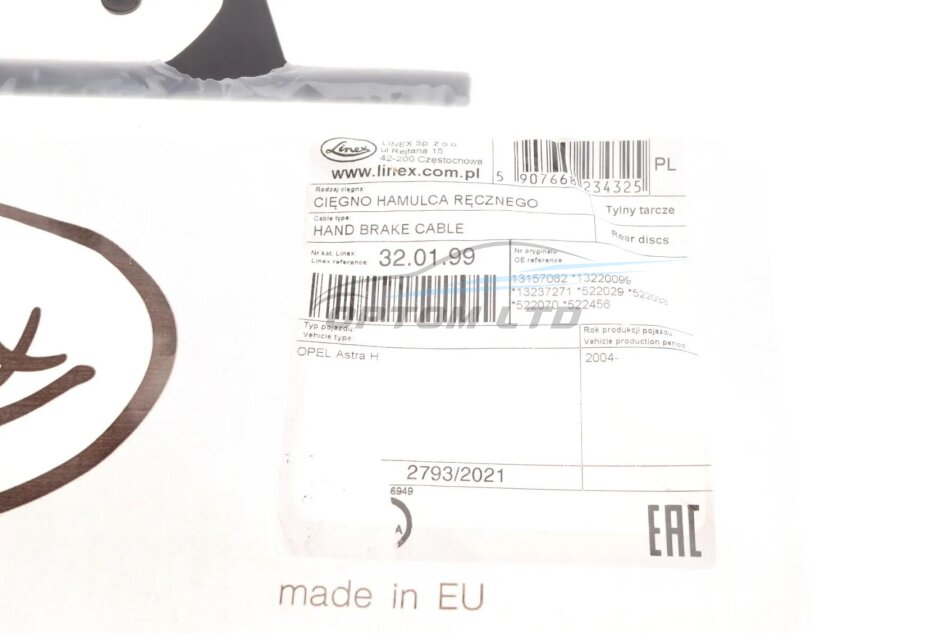 Linex
LINEX Sp. z o.o
ul Rejtana 15
42-200 Częstochowa
www.linex.com.pl
5 907668 234325
PL
Rodzaj cięgna:
CIĘGNO HAMULCA RĘCZNEGO
Tylny tarcze
Cable type:
HAND BRAKE CABLE
Rear discs
Nr kat. Linex:
Linex reference:
32.01.99
Nr oryginału
OE reference
13157062 *13220099
*13237271 *522029 *522033
*522070 *522456
OPTOM LTD
Typ pojazdu
Vehicle type
Rok produkcji pojazdu
Vehicle production period
OPEL Astra H
2004-
2793/2021
6949
A
EAC
made in EU